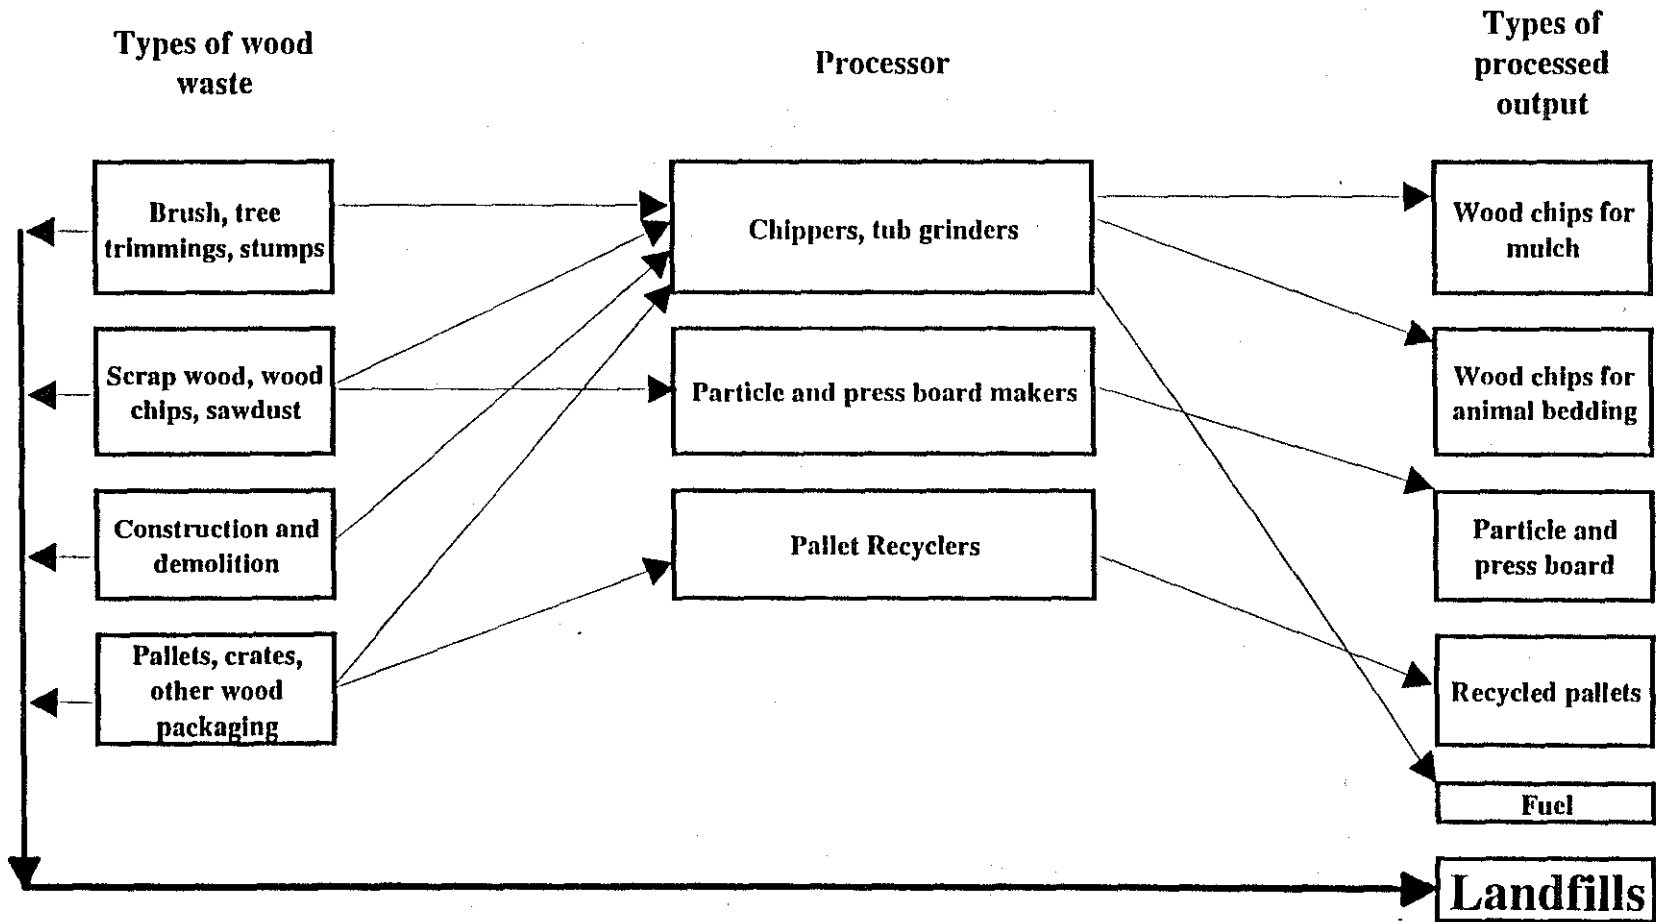 Types of wood
waste
Processor
Types of
processed
output
Brush, tree
trimmings, stumps
Chippers, tub grinders
Wood chips for
mulch
Scrap wood, wood
chips, sawdust
Particle and press board makers
Wood chips for
animal bedding
Construction and
demolition
Pallet Recyclers
Particle and
press board
Pallets, crates,
other wood
packaging
Recycled pallets
Fuel
Landfills